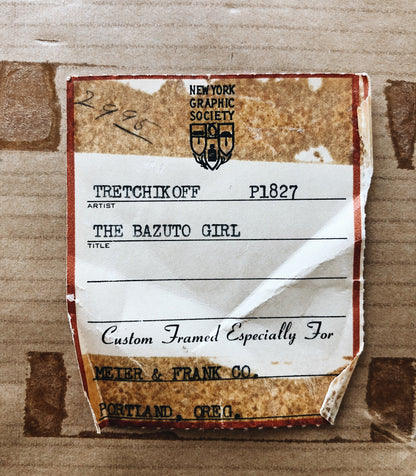 2995
NEW YORK
GRAPHIC
SOCIETY
TRETCHIKOFF P1827
ARTIST
THE BAZUTO GIRL
TITLE
Custom Framed Especially For
MEIER & FRANK CO.
PORTLAND, OREG.